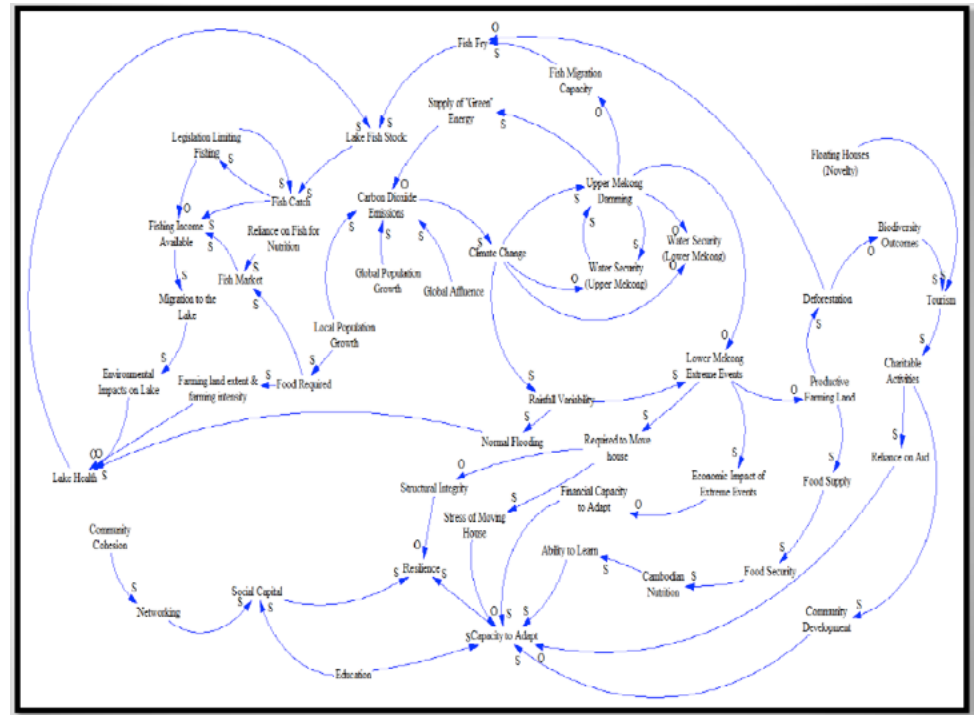 O
Fish Fry
S
Fish Migration
Capacity
O
Supply of "Green"
Energy
S
S
S
Lake Fish Stock
Legislation Limiting
Fishing
S
S
S
Fish Catch
O
S
Fishing Income
Available
S
S
Reliance on Fish for
Nutrition
S
Fish Market
S
Migration to the
Lake
S
Environmental
Impacts on Lake
Farming land extent &
farming intensity
S
Food Required
S
Local Population
Growth
O
Carbon Dioxide
Emissions
S
S
S
Global Population
Growth
Global Affluence
S
Climate Change
S
Upper Mekong
Damming
S
S
O
Water Security
(Lower Mekong)
O
O
Water Security
(Upper Mekong)
Floating Houses
(Novelty)
Biodiversity
Outcomes
O
S
S
Tourism
Deforestation
S
S
Charitable
Activities
O
Lower Mekong
Extreme Events
S
O
Productive
Farming Land
S
Rainfall Variability
S
Normal Flooding
S
Required to Move
house
S
Reliance on Aid
OO
S
Lake Health
O
Structural Integrity
S
Stress of Moving
House
Financial Capacity
to Adapt
O
S
Economic Impact of
Extreme Events
S
Food Supply
Community
Cohesion
O
Ability to Learn
S
S
Food Security
S
Resilience
S
S
Cambodian
Nutrition
S
S
Social Capital
S
S
Networking
O
S
S
S
Capacity to Adapt
S
O
S
Community
Development
Education